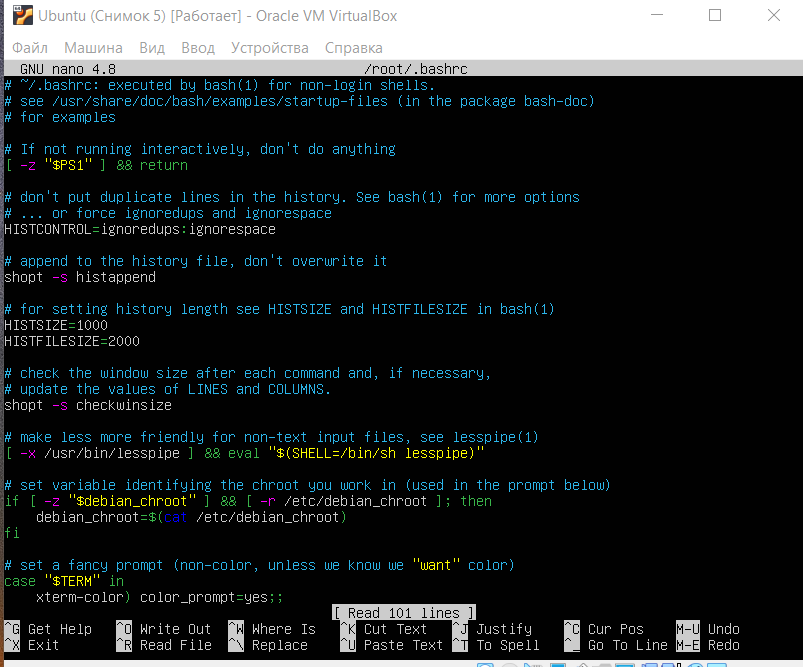 Ubuntu (Снимок 5) [Работает] - Oracle VM VirtualBox
Файл Машина Вид Ввод Устройства Справка
GNU nano 4.8 /root/.bashrc
# ~/.bashrc: executed by bash(1) for non-login shells.
# see /usr/share/doc/bash/examples/startup-files (in the package bash-doc)
# for examples

# If not running interactively, don't do anything
[ -z "$PS1" ] && return

# don't put duplicate lines in the history. See bash(1) for more options
# ... or force ignoredups and ignorespace
HISTCONTROL=ignoredups:ignorespace

# append to the history file, don't overwrite it
shopt -s histappend

# for setting history length see HISTSIZE and HISTFILESIZE in bash(1)
HISTSIZE=1000
HISTFILESIZE=2000

# check the window size after each command and, if necessary,
# update the values of LINES and COLUMNS.
shopt -s checkwinsize

# make less more friendly for non-text input files, see lesspipe(1)
[ -x /usr/bin/lesspipe ] && eval "$(SHELL=/bin/sh lesspipe)"

# set variable identifying the chroot you work in (used in the prompt below)
if [ -z "$debian_chroot" ] && [ -r /etc/debian_chroot ]; then
    debian_chroot=$(cat /etc/debian_chroot)
fi

# set a fancy prompt (non-color, unless we know we "want" color)
case "$TERM" in
    xterm-color) color_prompt=yes;;
[ Read 101 lines ]
^G Get Help ^O Write Out ^W Where Is ^K Cut Text ^J Justify ^C Cur Pos M-U Undo
^X Exit ^R Read File ^\ Replace ^U Paste Text ^T To Spell ^_ Go To Line M-E Redo